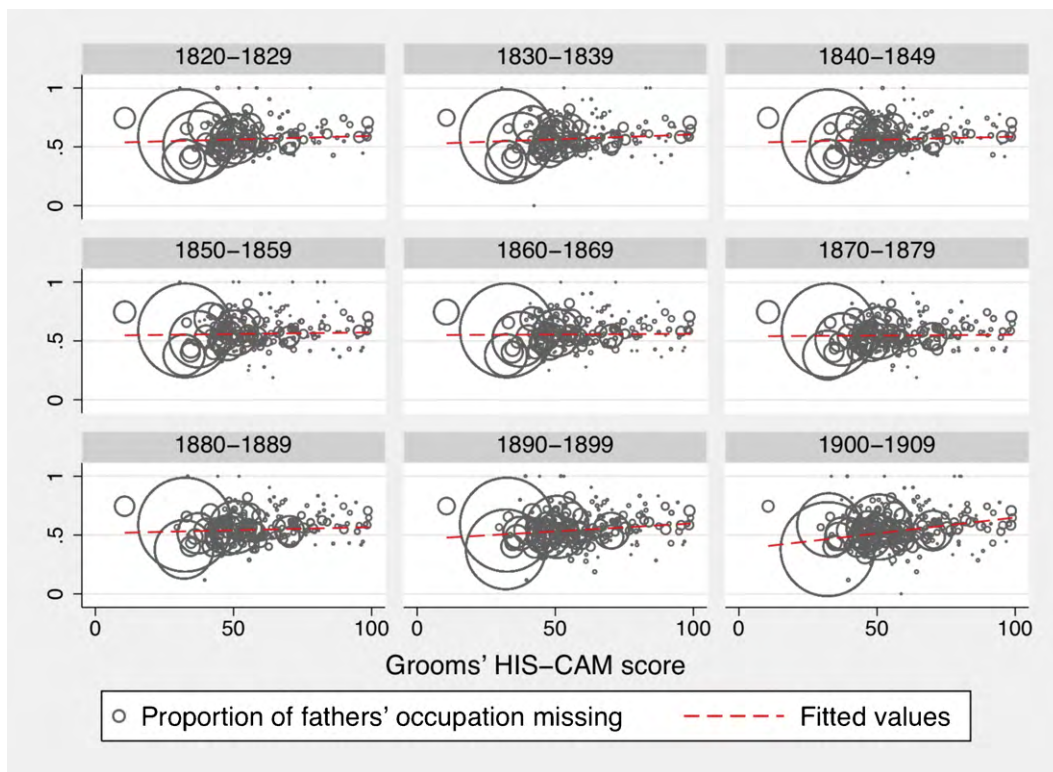 1820−1829 1830−1839 1840−1849
1
.5
0
1850−1859 1860−1869 1870−1879
1
.5
0
1880−1889 1890−1899 1900−1909
1
.5
0
0 50 100 0 50 100 0 50 100
Grooms' HIS−CAM score
Proportion of fathers' occupation missing Fitted values